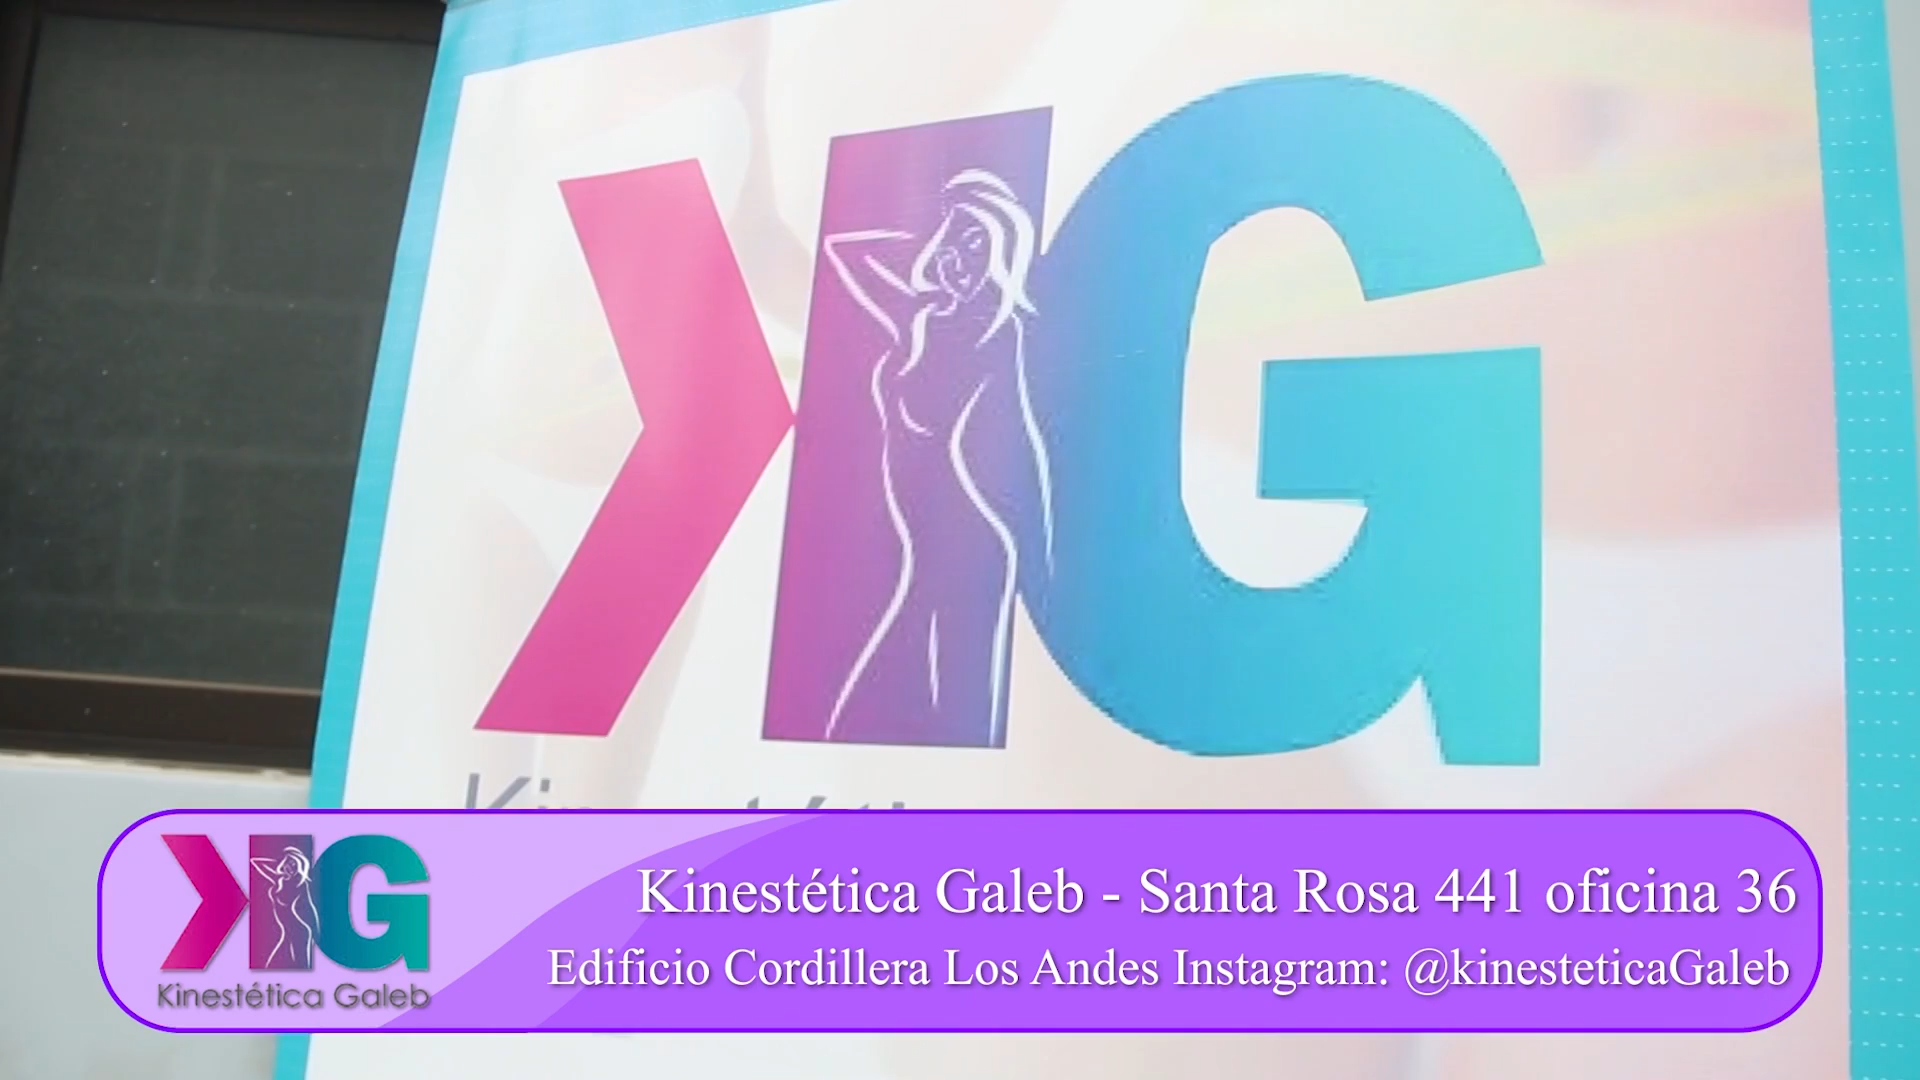 KG
Kinestética Galeb
Kinestética Galeb - Santa Rosa 441 oficina 36
Edificio Cordillera Los Andes Instagram: @kinesteticaGaleb
KG